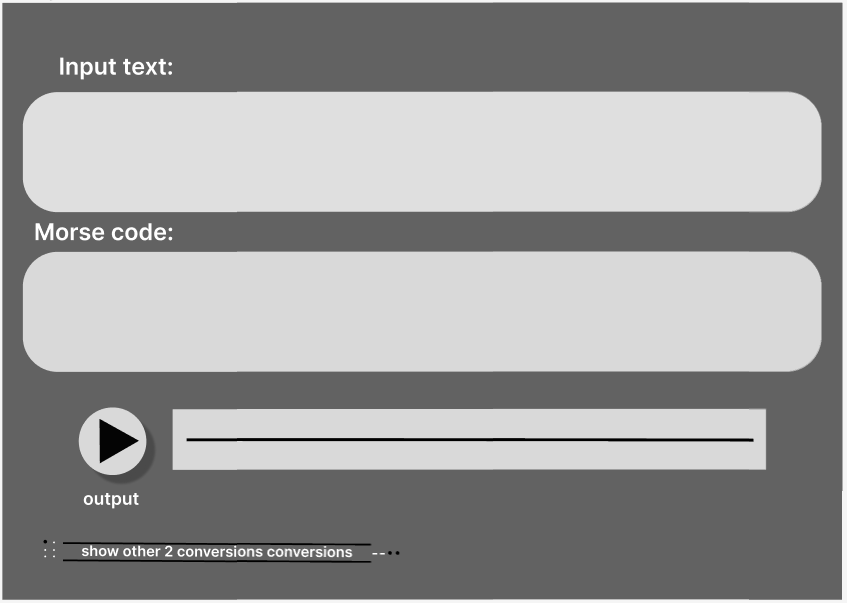 Input text:
Morse code:
output
show other 2 conversions conversions